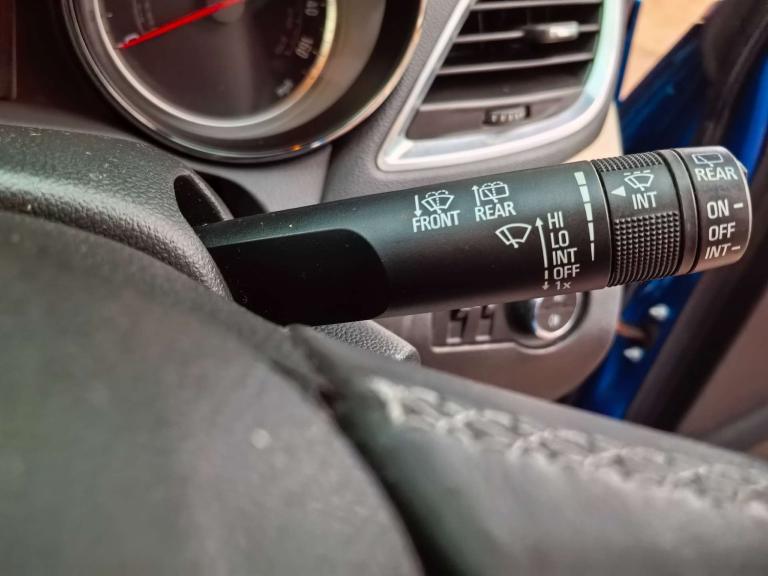 FRONT
REAR
HI
LO
INT
OFF
1x
INT
REAR
ON
OFF
INT